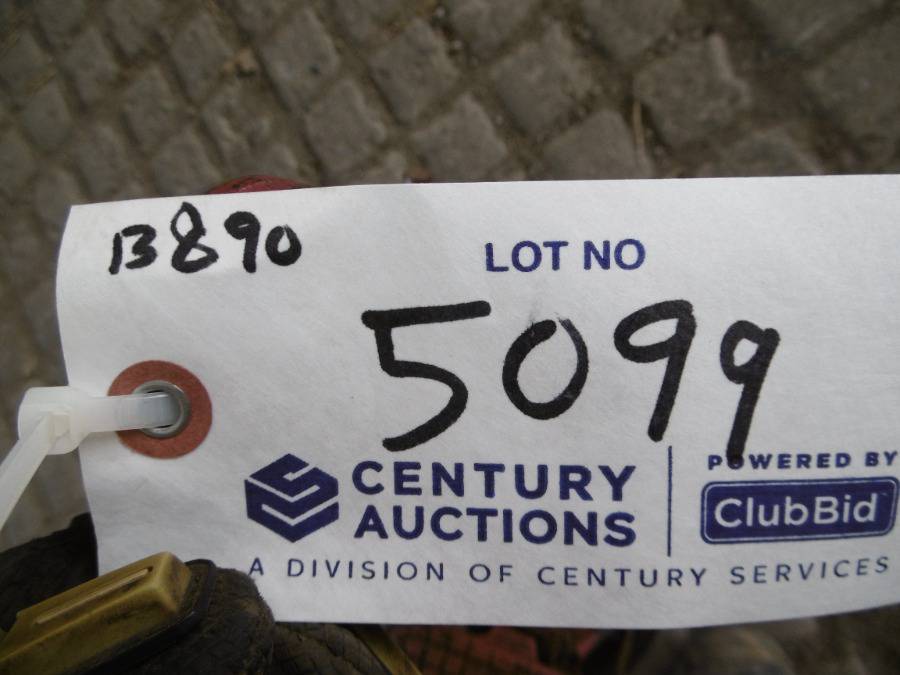 13890
LOT NO
5099
CENTURY
AUCTIONS
POWERED BY
ClubBid
A DIVISION OF CENTURY SERVICES